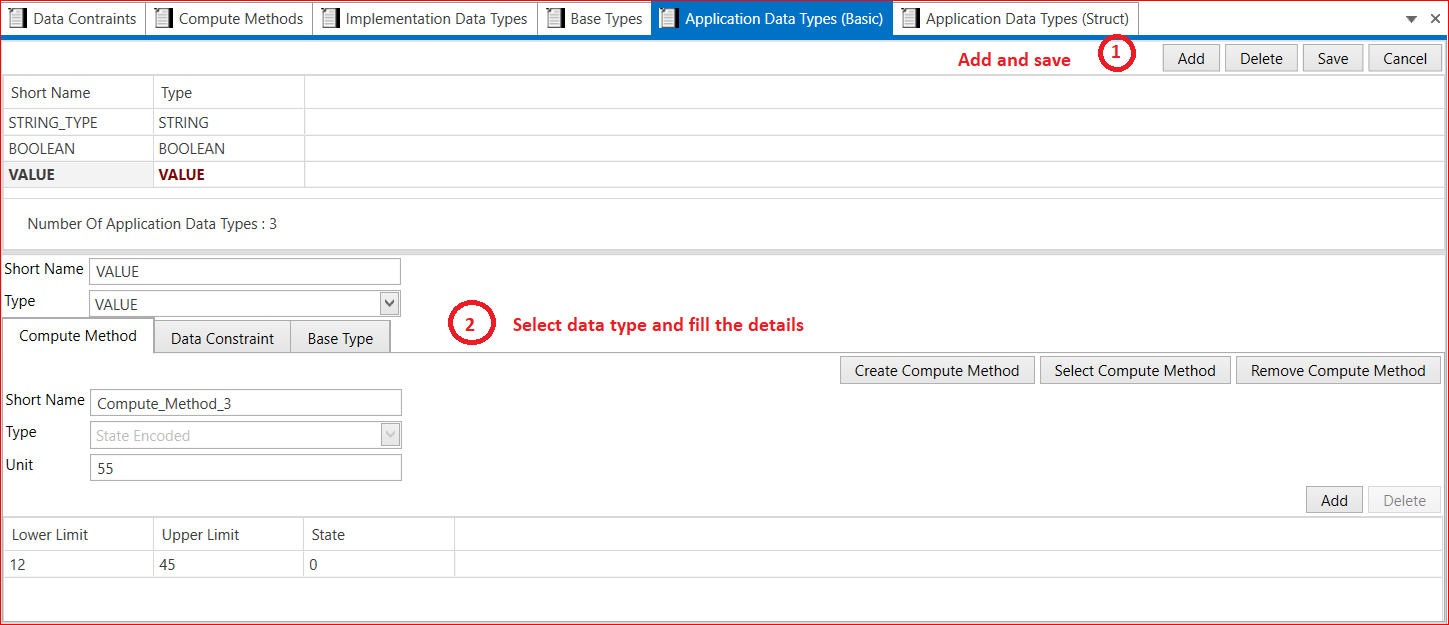 Data Constraints Compute Methods Implementation Data Types Base Types Application Data Types (Basic) Application Data Types (Struct)
Add and save 1 Add Delete Save Cancel
Short Name Type
STRING_TYPE STRING
BOOLEAN BOOLEAN
VALUE VALUE
Number Of Application Data Types : 3
Short Name VALUE
Type VALUE
2 Select data type and fill the details
Compute Method Data Constraint Base Type
Create Compute Method Select Compute Method Remove Compute Method
Short Name Compute_Method_3
Type State Encoded
Unit 55
Add Delete
Lower Limit Upper Limit State
12 45 0